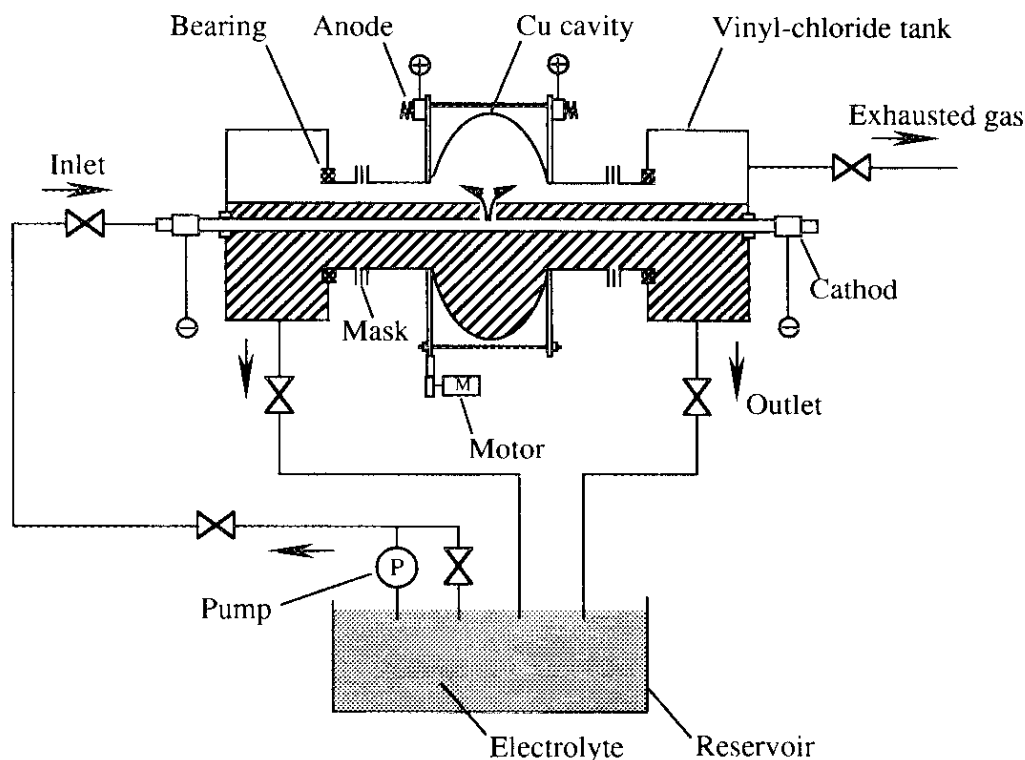 Bearing
Anode
Cu cavity
Vinyl-chloride tank
Exhausted gas
Inlet
Cathod
Mask
M
Motor
Outlet
P
Pump
Electrolyte
Reservoir